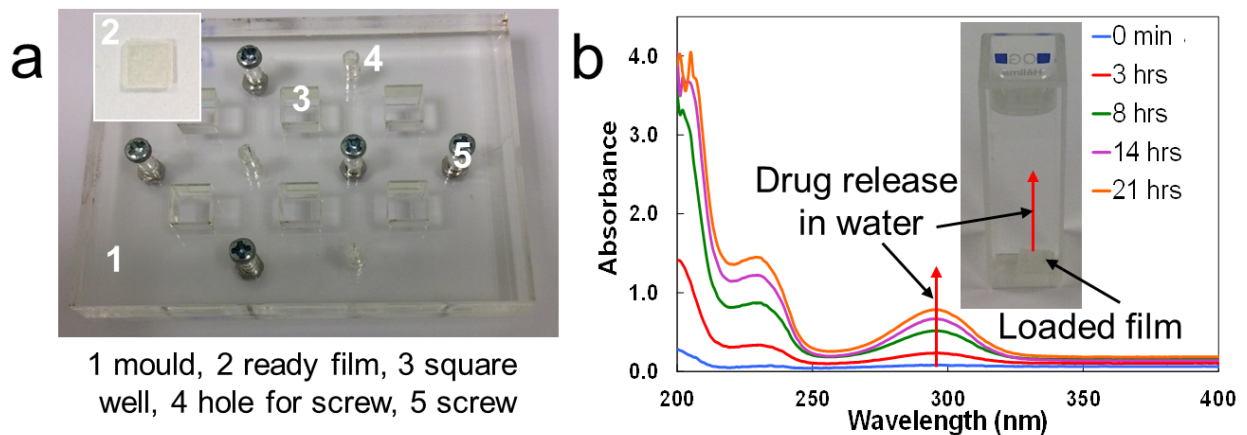 a
2
4
3
5
1
1 mould, 2 ready film, 3 square
well, 4 hole for screw, 5 screw
b
Absorbance
4.0
3.0
2.0
1.0
0.0
200
250
300
350
400
Wavelength (nm)
0 min
3 hrs
8 hrs
14 hrs
21 hrs
Drug release
in water
Loaded film